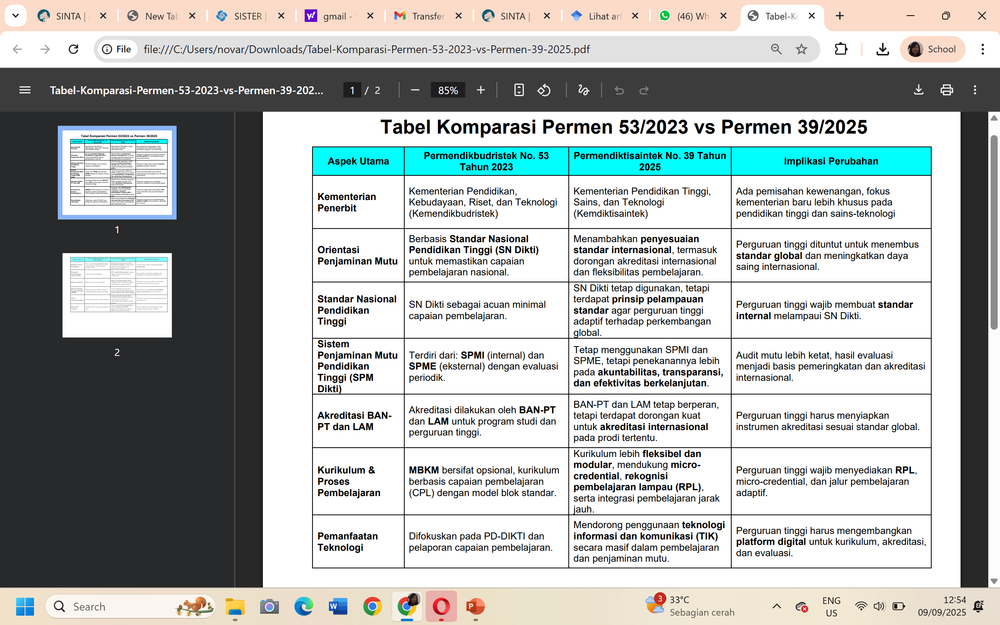 SINTA |
New Tab
SISTER |
gmail -
Transfer
SINTA |
Lihat art
(46) Wh
Tabel-Ko
File
file:///C:/Users/novar/Downloads/Tabel-Komparasi-Permen-53-2023-vs-Permen-39-2025.pdf
School
Tabel-Komparasi-Permen-53-2023-vs-Permen-39-202...
1 / 2
85%
1
2
Tabel Komparasi Permen 53/2023 vs Permen 39/2025
Aspek Utama
Permendikbudristek No. 53
Tahun 2023
Permendiktisaintek No. 39 Tahun
2025
Implikasi Perubahan
Kementerian
Penerbit
Kementerian Pendidikan,
Kebudayaan, Riset, dan Teknologi
(Kemendikbudristek)
Kementerian Pendidikan Tinggi,
Sains, dan Teknologi
(Kemdiktisaintek)
Ada pemisahan kewenangan, fokus
kementerian baru lebih khusus pada
pendidikan tinggi dan sains-teknologi
Orientasi
Penjaminan Mutu
Berbasis Standar Nasional
Pendidikan Tinggi (SN Dikti)
untuk memastikan capaian
pembelajaran nasional.
Menambahkan penyesuaian
standar internasional, termasuk
dorongan akreditasi internasional
dan fleksibilitas pembelajaran.
Perguruan tinggi dituntut untuk menembus
standar global dan meningkatkan daya
saing internasional.
Standar Nasional
Pendidikan
Tinggi
SN Dikti sebagai acuan minimal
capaian pembelajaran.
SN Dikti tetap digunakan, tetapi
terdapat prinsip pelampauan
standar agar perguruan tinggi
adaptif terhadap perkembangan
global.
Perguruan tinggi wajib membuat standar
internal melampaui SN Dikti.
Sistem
Penjaminan Mutu
Pendidikan
Tinggi (SPM
Dikti)
Terdiri dari: SPMI (internal) dan
SPME (eksternal) dengan evaluasi
periodik.
Tetap menggunakan SPMI dan
SPME, tetapi penekanannya lebih
pada akuntabilitas, transparansi,
dan efektivitas berkelanjutan.
Audit mutu lebih ketat, hasil evaluasi
menjadi basis pemeringkatan dan akreditasi
internasional.
Akreditasi BAN-
PT dan LAM
Akreditasi dilakukan oleh BAN-PT
dan LAM untuk program studi dan
perguruan tinggi.
BAN-PT dan LAM tetap berperan,
tetapi terdapat dorongan kuat
untuk akreditasi internasional
pada prodi tertentu.
Perguruan tinggi harus menyiapkan
instrumen akreditasi sesuai standar global.
Kurikulum &
Proses
Pembelajaran
MBKM bersifat opsional, kurikulum
berbasis capaian pembelajaran
(CPL) dengan model blok standar.
Kurikulum lebih fleksibel dan
modular, mendukung micro-
credential, rekognisi
pembelajaran lampau (RPL),
serta integrasi pembelajaran jarak
jauh.
Perguruan tinggi wajib menyediakan RPL,
micro-credential, dan jalur pembelajaran
adaptif.
Pemanfaatan
Teknologi
Difokuskan pada PD-DIKTI dan
pelaporan capaian pembelajaran.
Mendorong penggunaan teknologi
informasi dan komunikasi (TIK)
secara masif dalam pembelajaran
dan penjaminan mutu.
Perguruan tinggi harus mengembangkan
platform digital untuk kurikulum, akreditasi,
dan evaluasi.
Search
3
33°C
Sebagian cerah
ENG
US
12:54
09/09/2025